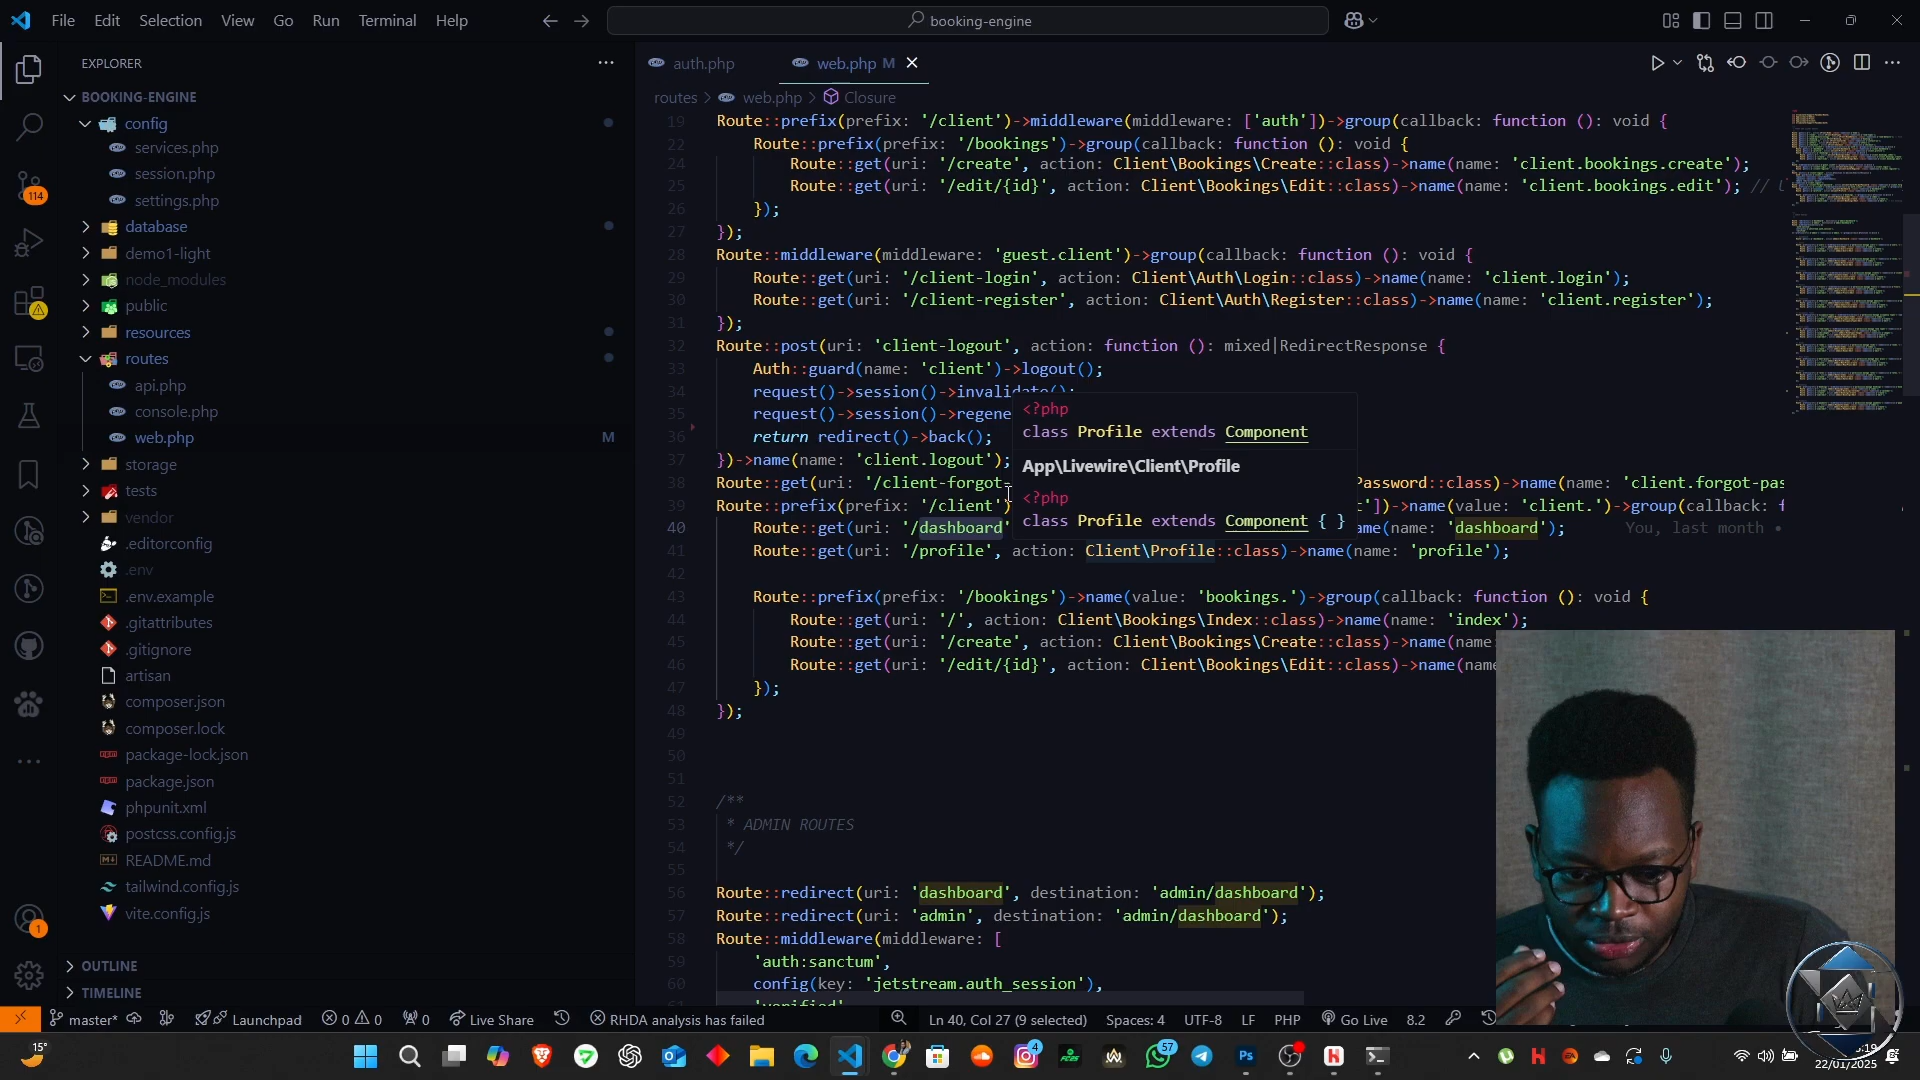 File Edit Selection View Go Run Terminal Help
booking-engine
EXPLORER
BOOKING-ENGINE
config
services.php
session.php
settings.php
database
demo1-light
node_modules
public
resources
routes
api.php
console.php
web.php M
storage
tests
vendor
.editorconfig
.env
.env.example
.gitattributes
.gitignore
artisan
composer.json
composer.lock
package-lock.json
package.json
phpunit.xml
postcss.config.js
README.md
tailwind.config.js
vite.config.js
OUTLINE
TIMELINE
114
1
auth.php web.php M
routes > web.php > Closure
19 Route::prefix(prefix: '/client')->middleware(middleware: ['auth'])->group(callback: function (): void {
22 Route::prefix(prefix: '/bookings')->group(callback: function (): void {
24 Route::get(uri: '/create', action: Client\Bookings\Create::class)->name(name: 'client.bookings.create');
25 Route::get(uri: '/edit/{id}', action: Client\Bookings\Edit::class)->name(name: 'client.bookings.edit'); //
26 });
27 });
28 Route::middleware(middleware: 'guest.client')->group(callback: function (): void {
29 Route::get(uri: '/client-login', action: Client\Auth\Login::class)->name(name: 'client.login');
30 Route::get(uri: '/client-register', action: Client\Auth\Register::class)->name(name: 'client.register');
31 });
32 Route::post(uri: 'client-logout', action: function (): mixed|RedirectResponse {
33 Auth::guard(name: 'client')->logout();
34 request()->session()->invalidate();
35 request()->session()->regene
36 return redirect()->back();
37 })->name(name: 'client.logout');
38 Route::get(uri: '/client-forgot- Password::class)->name(name: 'client.forgot-pas
39 Route::prefix(prefix: '/client') t'])->name(value: 'client.')->group(callback: f
40 Route::get(uri: '/dashboard' ame(name: 'dashboard'); You, last month •
41 Route::get(uri: '/profile', action: Client\Profile::class)->name(name: 'profile');
42
43 Route::prefix(prefix: '/bookings')->name(value: 'bookings.')->group(callback: function (): void {
44 Route::get(uri: '/', action: Client\Bookings\Index::class)->name(name: 'index');
45 Route::get(uri: '/create', action: Client\Bookings\Create::class)->name(name:
46 Route::get(uri: '/edit/{id}', action: Client\Bookings\Edit::class)->name(name
47 });
48 });
49
50
51
52 /**
53 * ADMIN ROUTES
54 */
55
56 Route::redirect(uri: 'dashboard', destination: 'admin/dashboard');
57 Route::redirect(uri: 'admin', destination: 'admin/dashboard');
58 Route::middleware(middleware: [
59 'auth:sanctum',
60 config(key: 'jetstream.auth_session'),
61 'verified'
<?php
class Profile extends Component
App\Livewire\Client\Profile
<?php
class Profile extends Component { }
master* Launchpad 0 0 0 Live Share RHDA analysis has failed Ln 40, Col 27 (9 selected) Spaces: 4 UTF-8 LF PHP Go Live 8.2
15°
4
57
22/01/2025